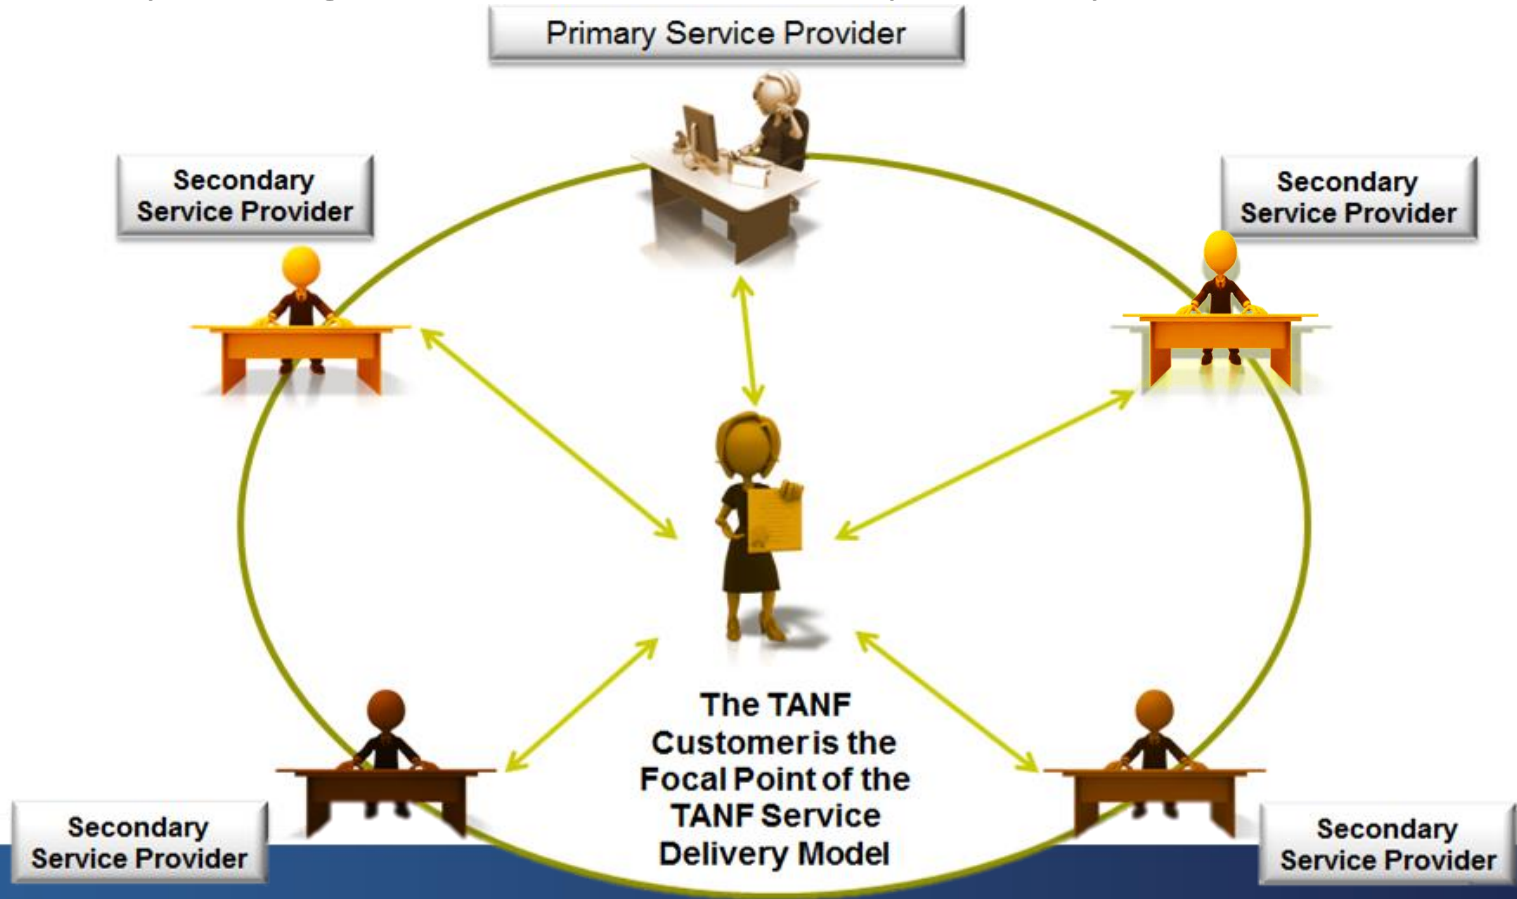 Primary Service Provider
Secondary
Service Provider
Secondary
Service Provider
The TANF
Customer is the
Focal Point of the
TANF Service
Delivery Model
Secondary
Service Provider
Secondary
Service Provider